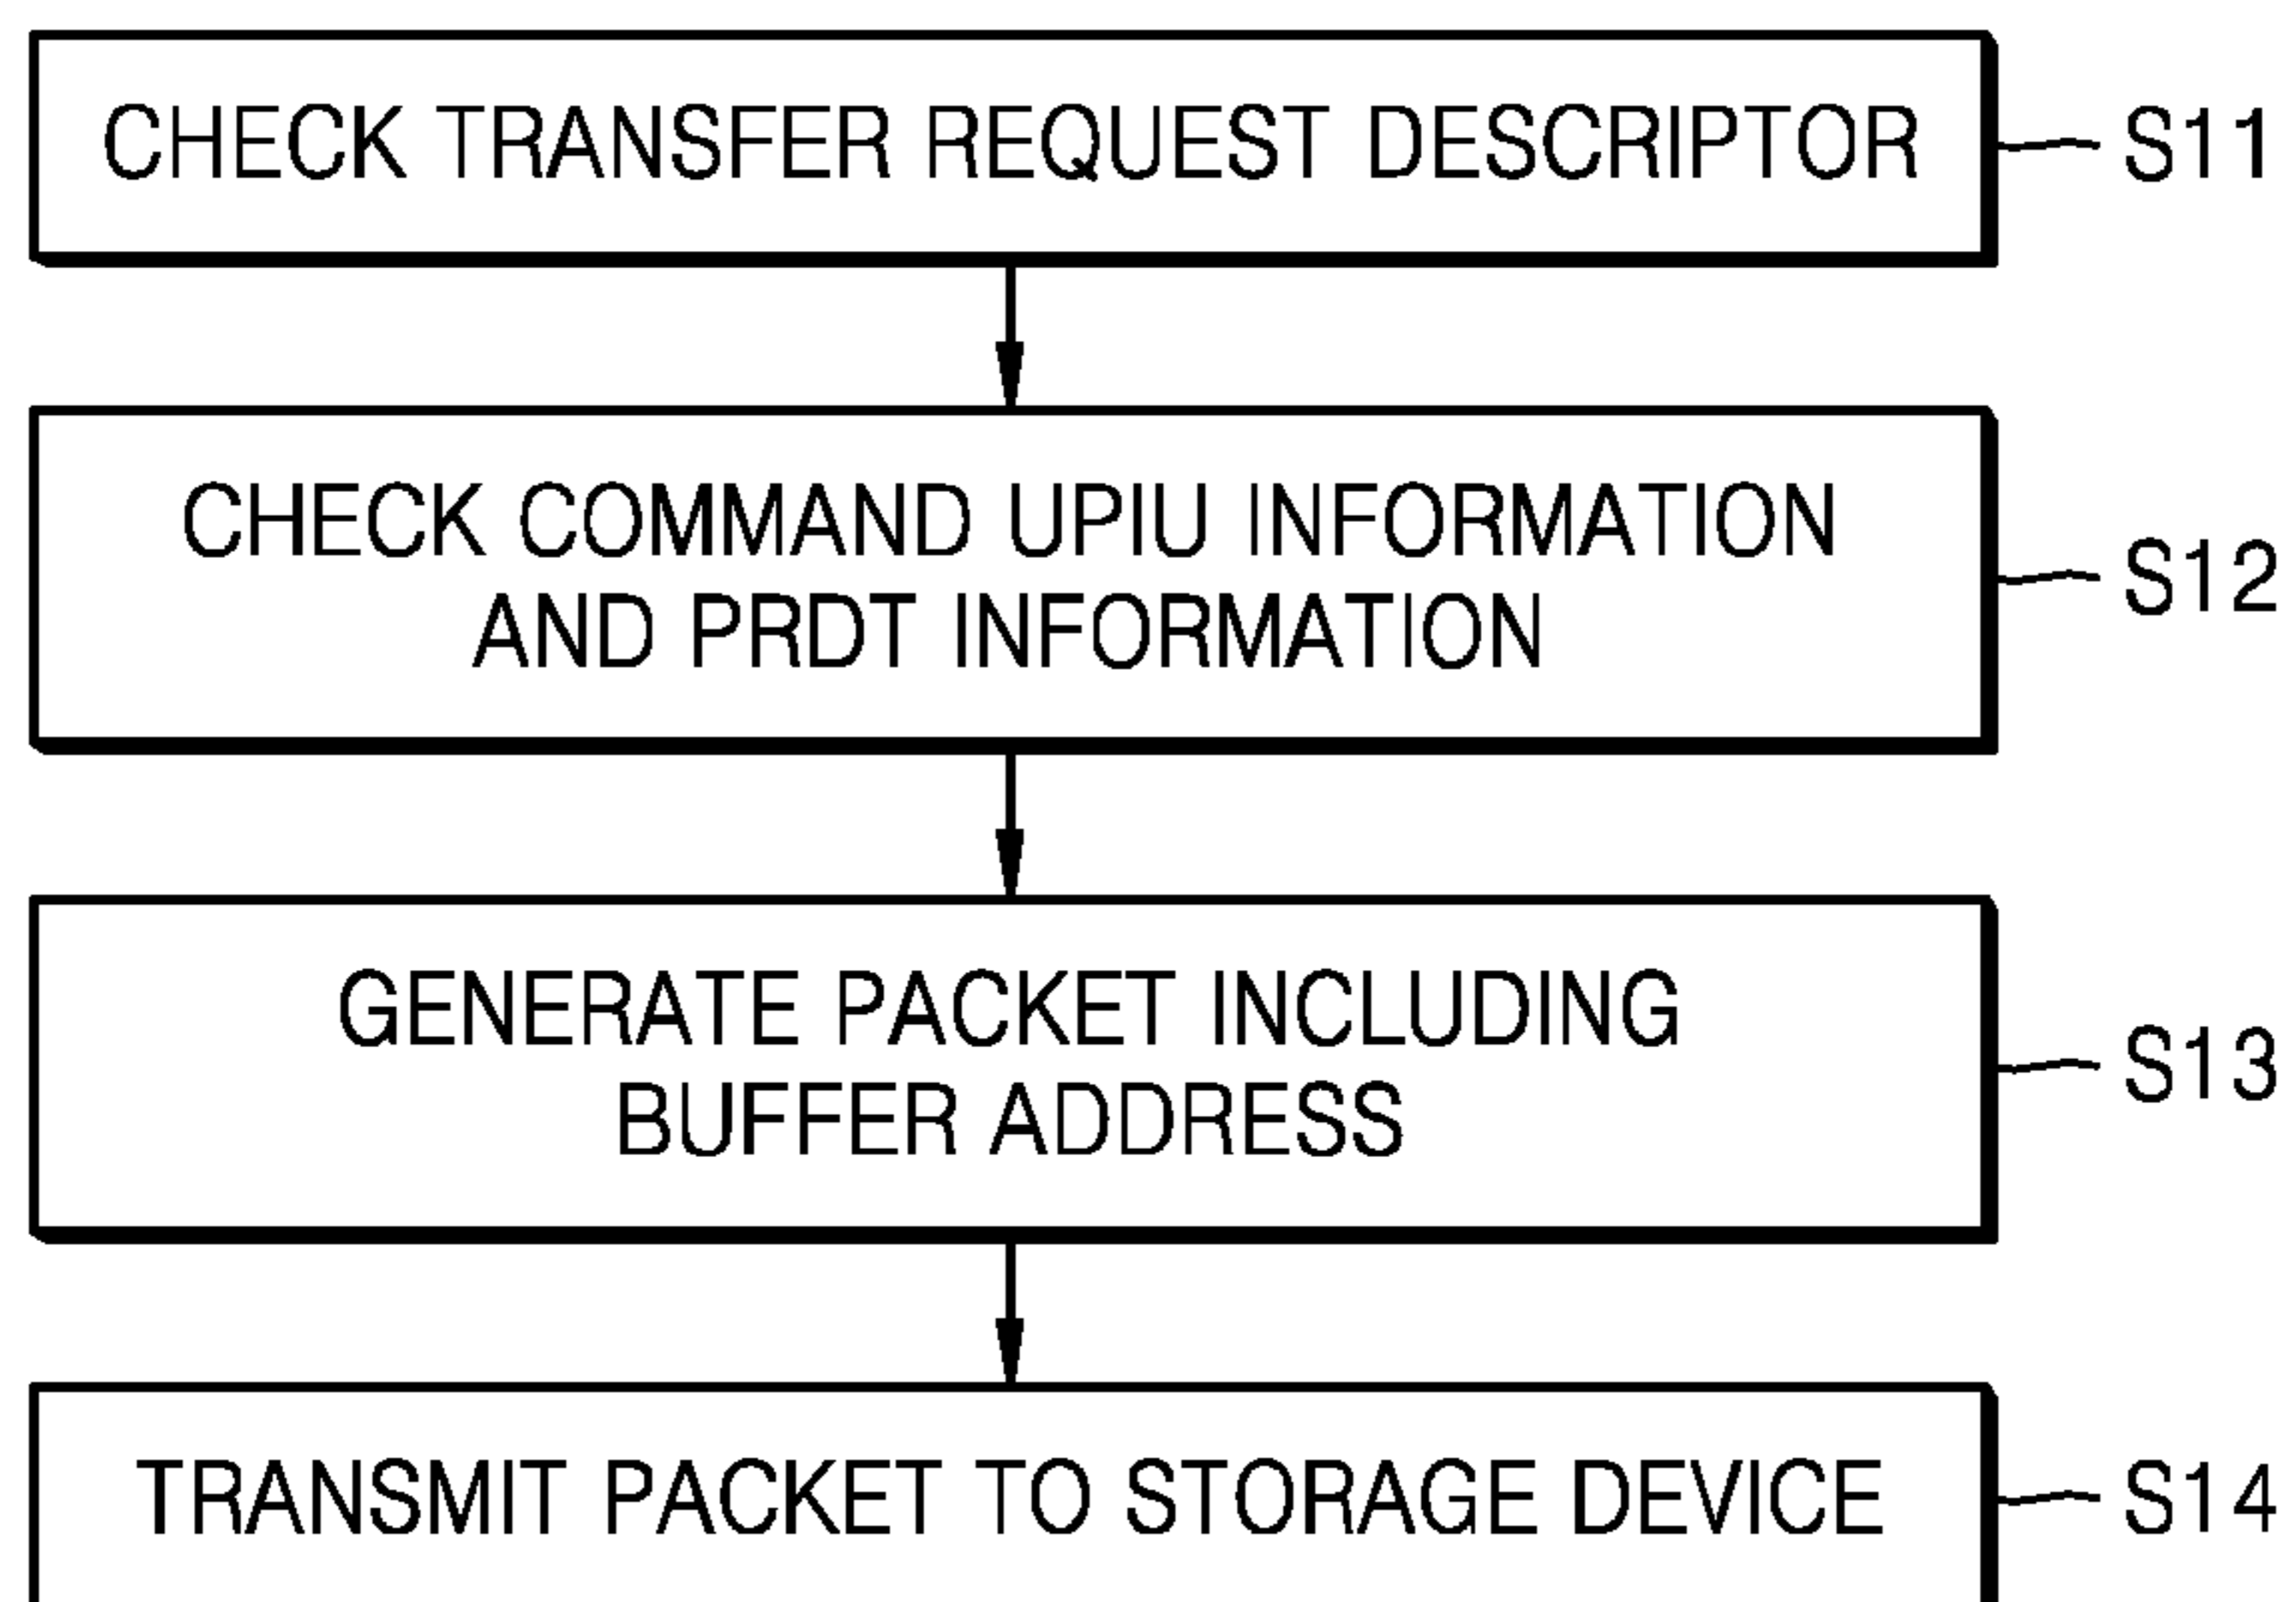 CHECK TRANSFER REQUEST DESCRIPTOR
S11
CHECK COMMAND UPIU INFORMATION
AND PRDT INFORMATION
S12
GENERATE PACKET INCLUDING
BUFFER ADDRESS
S13
TRANSMIT PACKET TO STORAGE DEVICE
S14